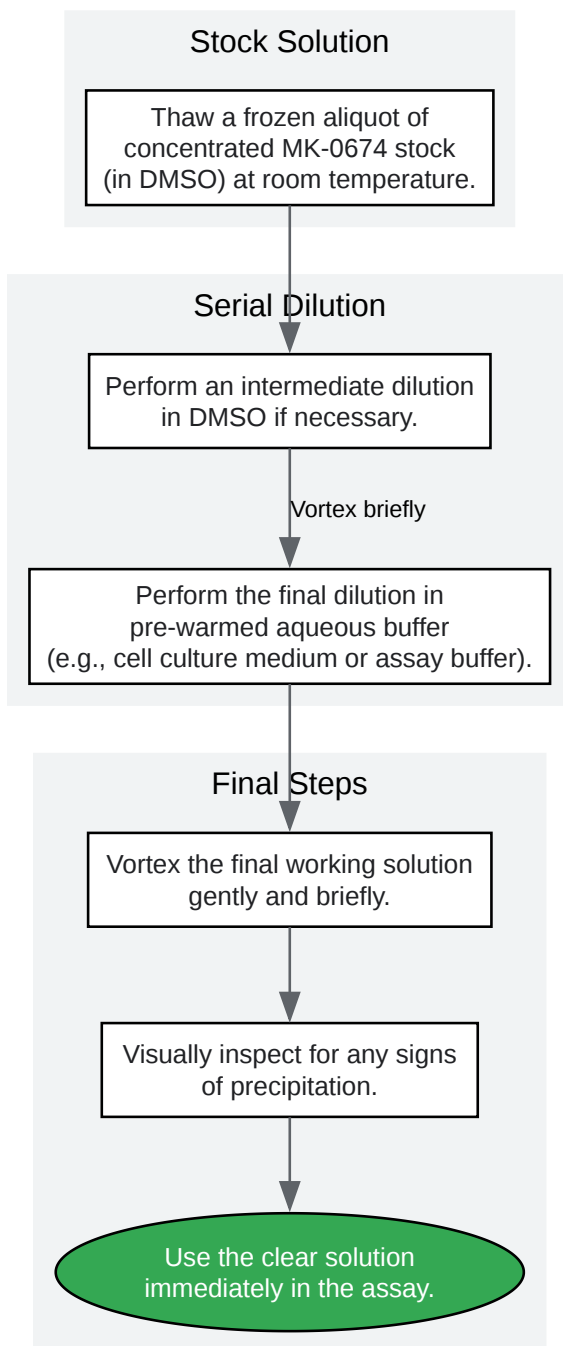 Stock Solution
Thaw a frozen aliquot of
concentrated MK-0674 stock
(in DMSO) at room temperature.
Serial Dilution
Perform an intermediate dilution
in DMSO if necessary.
Vortex briefly
Perform the final dilution in
pre-warmed aqueous buffer
(e.g., cell culture medium or assay buffer).
Final Steps
Vortex the final working solution
gently and briefly.
Visually inspect for any signs
of precipitation.
Use the clear solution
immediately in the assay.